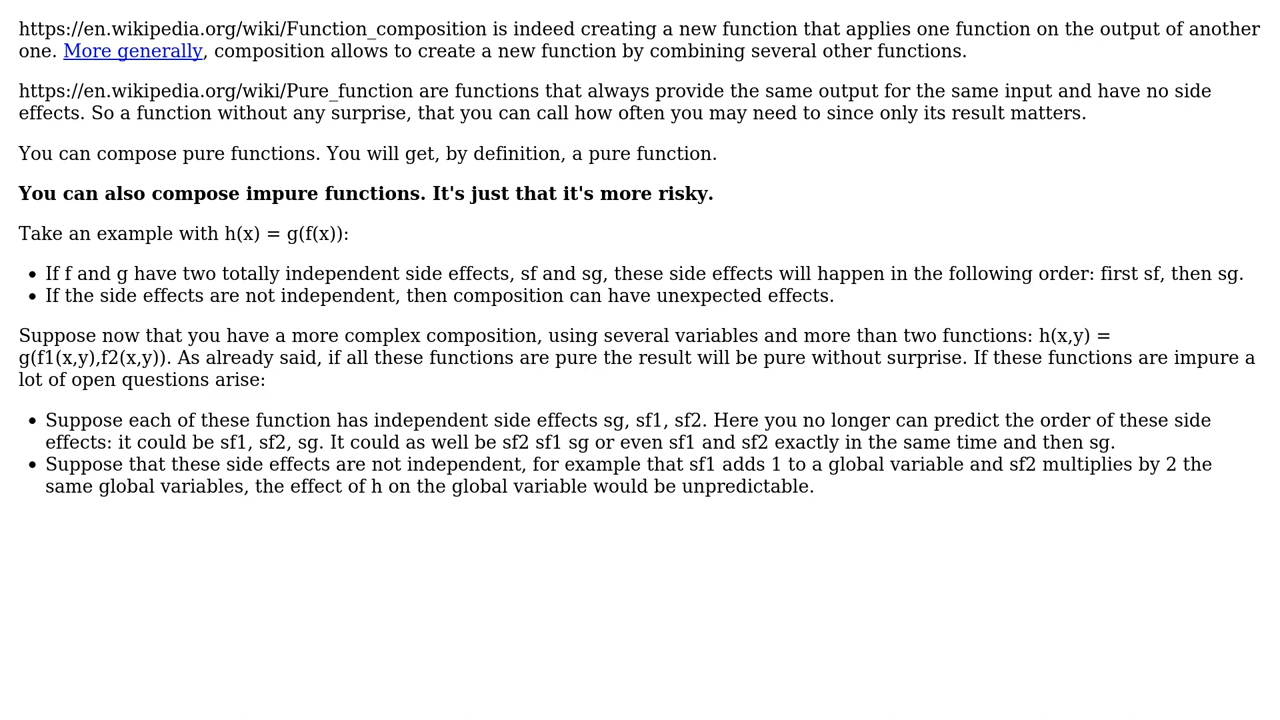 https://en.wikipedia.org/wiki/Function_composition is indeed creating a new function that applies one function on the output of another
one. More generally, composition allows to create a new function by combining several other functions.
https://en.wikipedia.org/wiki/Pure_function are functions that always provide the same output for the same input and have no side
effects. So a function without any surprise, that you can call how often you may need to since only its result matters.
You can compose pure functions. You will get, by definition, a pure function.
You can also compose impure functions. It's just that it's more risky.
Take an example with h(x) = g(f(x)):
• If f and g have two totally independent side effects, sf and sg, these side effects will happen in the following order: first sf, then sg.
• If the side effects are not independent, then composition can have unexpected effects.
Suppose now that you have a more complex composition, using several variables and more than two functions: h(x,y) =
g(f1(x,y),f2(x,y)). As already said, if all these functions are pure the result will be pure without surprise. If these functions are impure a
lot of open questions arise:
• Suppose each of these function has independent side effects sg, sf1, sf2. Here you no longer can predict the order of these side
effects: it could be sf1, sf2, sg. It could as well be sf2 sf1 sg or even sf1 and sf2 exactly in the same time and then sg.
• Suppose that these side effects are not independent, for example that sf1 adds 1 to a global variable and sf2 multiplies by 2 the
same global variables, the effect of h on the global variable would be unpredictable.